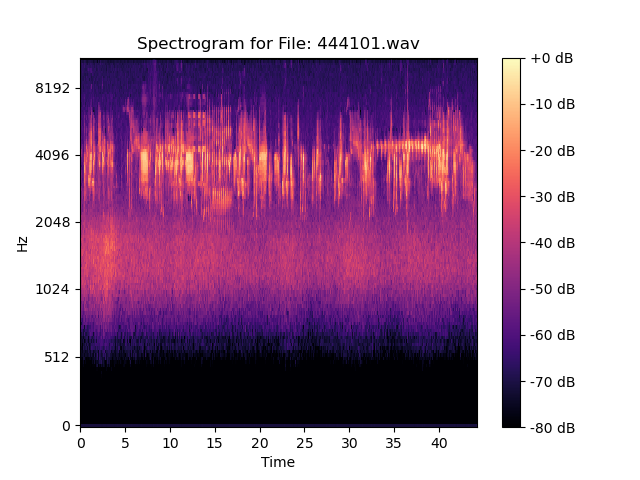 Spectrogram for File: 444101.wav
8192
4096
2048
1024
512
0
Hz
0 5 10 15 20 25 30 35 40
Time
+0 dB
-10 dB
-20 dB
-30 dB
-40 dB
-50 dB
-60 dB
-70 dB
-80 dB